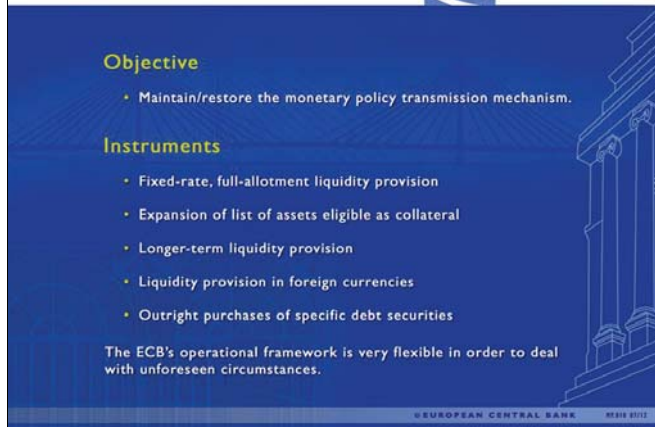 Objective
• Maintain/restore the monetary policy transmission mechanism.
Instruments
• Fixed-rate, full-allotment liquidity provision
• Expansion of list of assets eligible as collateral
• Longer-term liquidity provision
• Liquidity provision in foreign currencies
• Outright purchases of specific debt securities
The ECB's operational framework is very flexible in order to deal
with unforeseen circumstances.
© EUROPEAN CENTRAL BANK